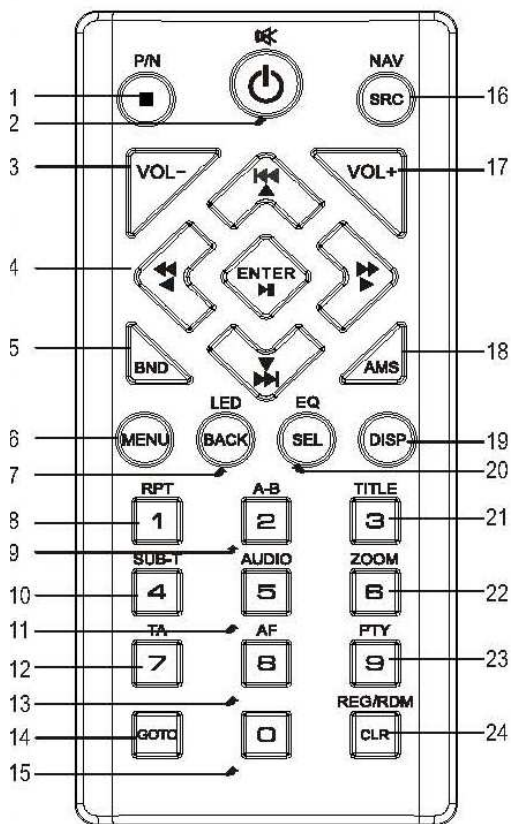 P/N
NAV
1
SRC
16
2
3
VOL-
VOL+
17
4
ENTER
5
BND
AMS
18
LED
EQ
6
MENU
BACK
SEL
DISP
19
7
20
RPT
A-B
TITLE
8
1
2
3
21
9
SUB-T
AUDIO
ZOOM
10
4
5
6
22
11
TA
AF
PTY
12
7
8
9
23
13
REG/RDM
14
GOTO
0
CLR
24
15